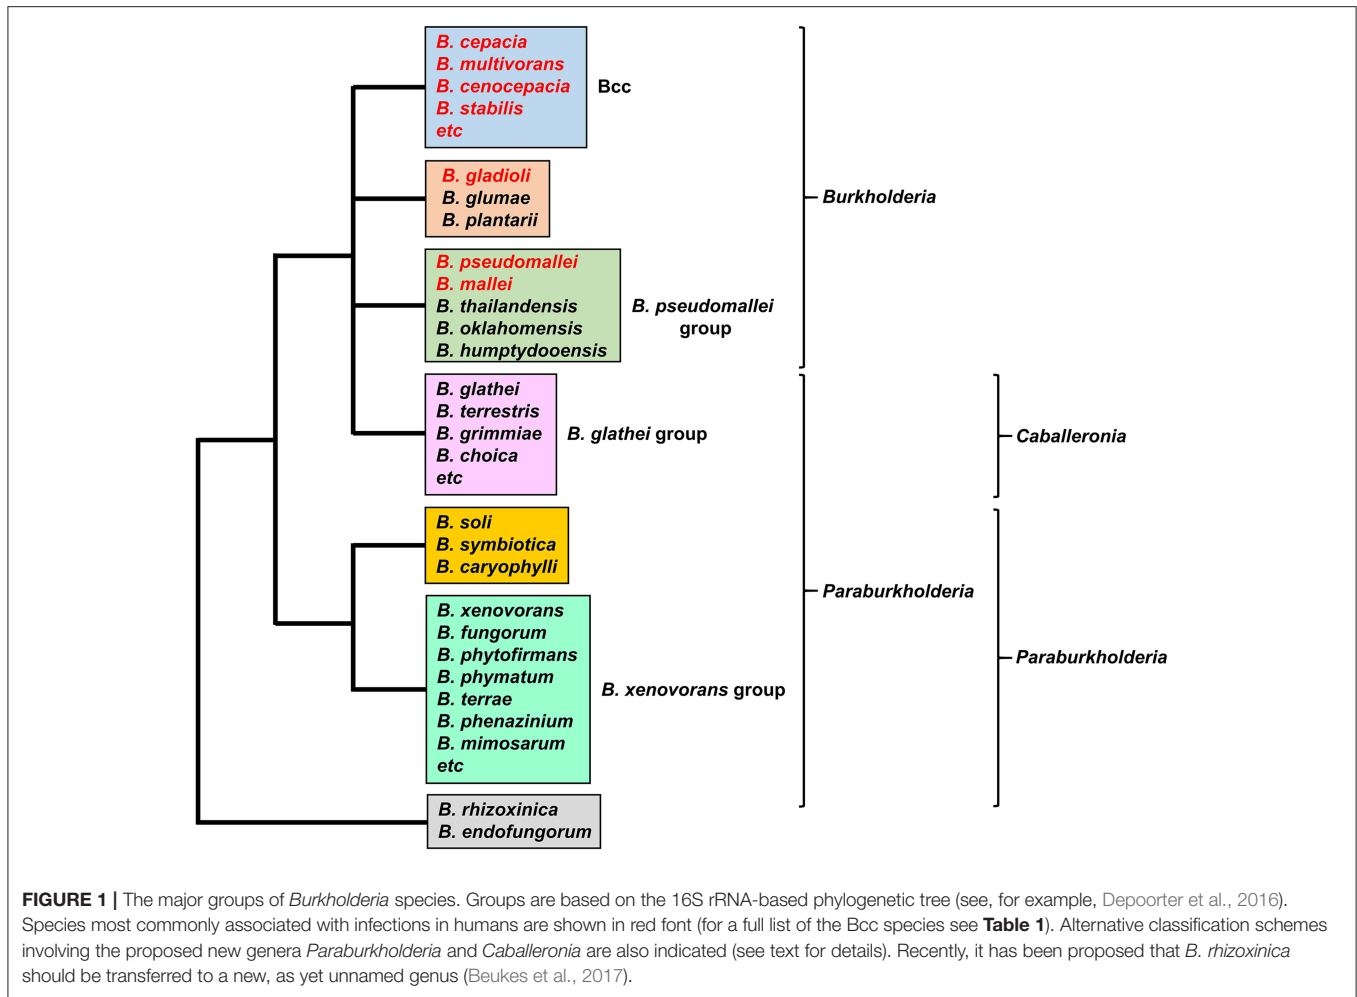 B. cepacia
B. multivorans
B. cenocepacia
B. stabilis
etc
Bcc
B. gladioli
B. glumae
B. plantarii
Burkholderia
B. pseudomallei
B. mallei
B. thailandensis
B. oklahomensis
B. humptydooensis
B. pseudomallei
group
B. glathei
B. terrestris
B. grimmiae
B. choica
etc
B. glathei group
Caballeronia
B. soli
B. symbiotica
B. caryophylli
Paraburkholderia
B. xenovorans
B. fungorum
B. phytofirmans
B. phymatum
B. terrae
B. phenazinium
B. mimosarum
etc
B. xenovorans group
Paraburkholderia
B. rhizoxinica
B. endofungorum
FIGURE 1 | The major groups of Burkholderia species. Groups are based on the 16S rRNA-based phylogenetic tree (see, for example, Depoorter et al., 2016).
Species most commonly associated with infections in humans are shown in red font (for a full list of the Bcc species see Table 1). Alternative classification schemes
involving the proposed new genera Paraburkholderia and Caballeronia are also indicated (see text for details). Recently, it has been proposed that B. rhizoxinica
should be transferred to a new, as yet unnamed genus (Beukes et al., 2017).